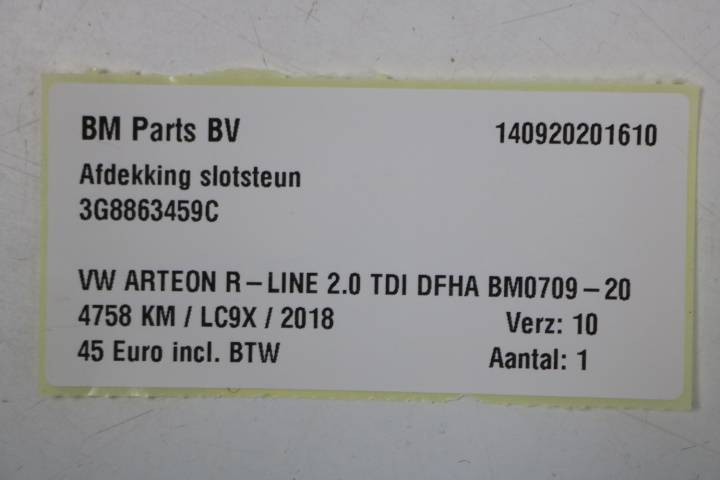 BM Parts BV 140920201610
Afdekking slotsteun
3G8863459C
VW ARTEON R-LINE 2.0 TDI DFHA BM0709-20
4758 KM / LC9X / 2018 Verz: 10
45 Euro incl. BTW Aantal: 1